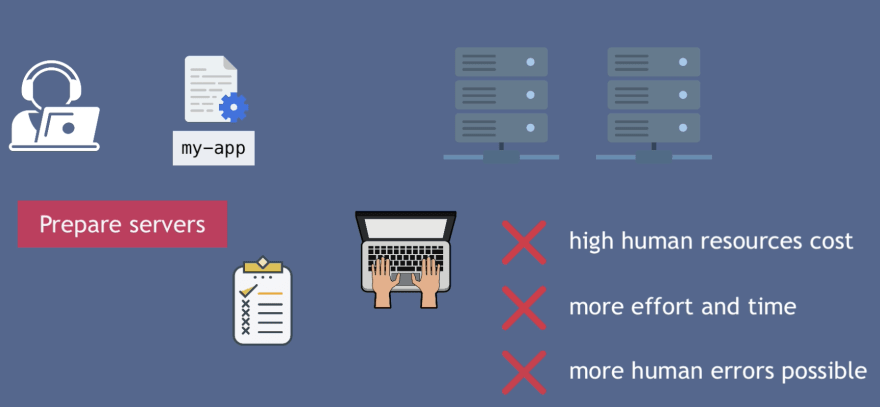 my-app
Prepare servers
high human resources cost
more effort and time
more human errors possible